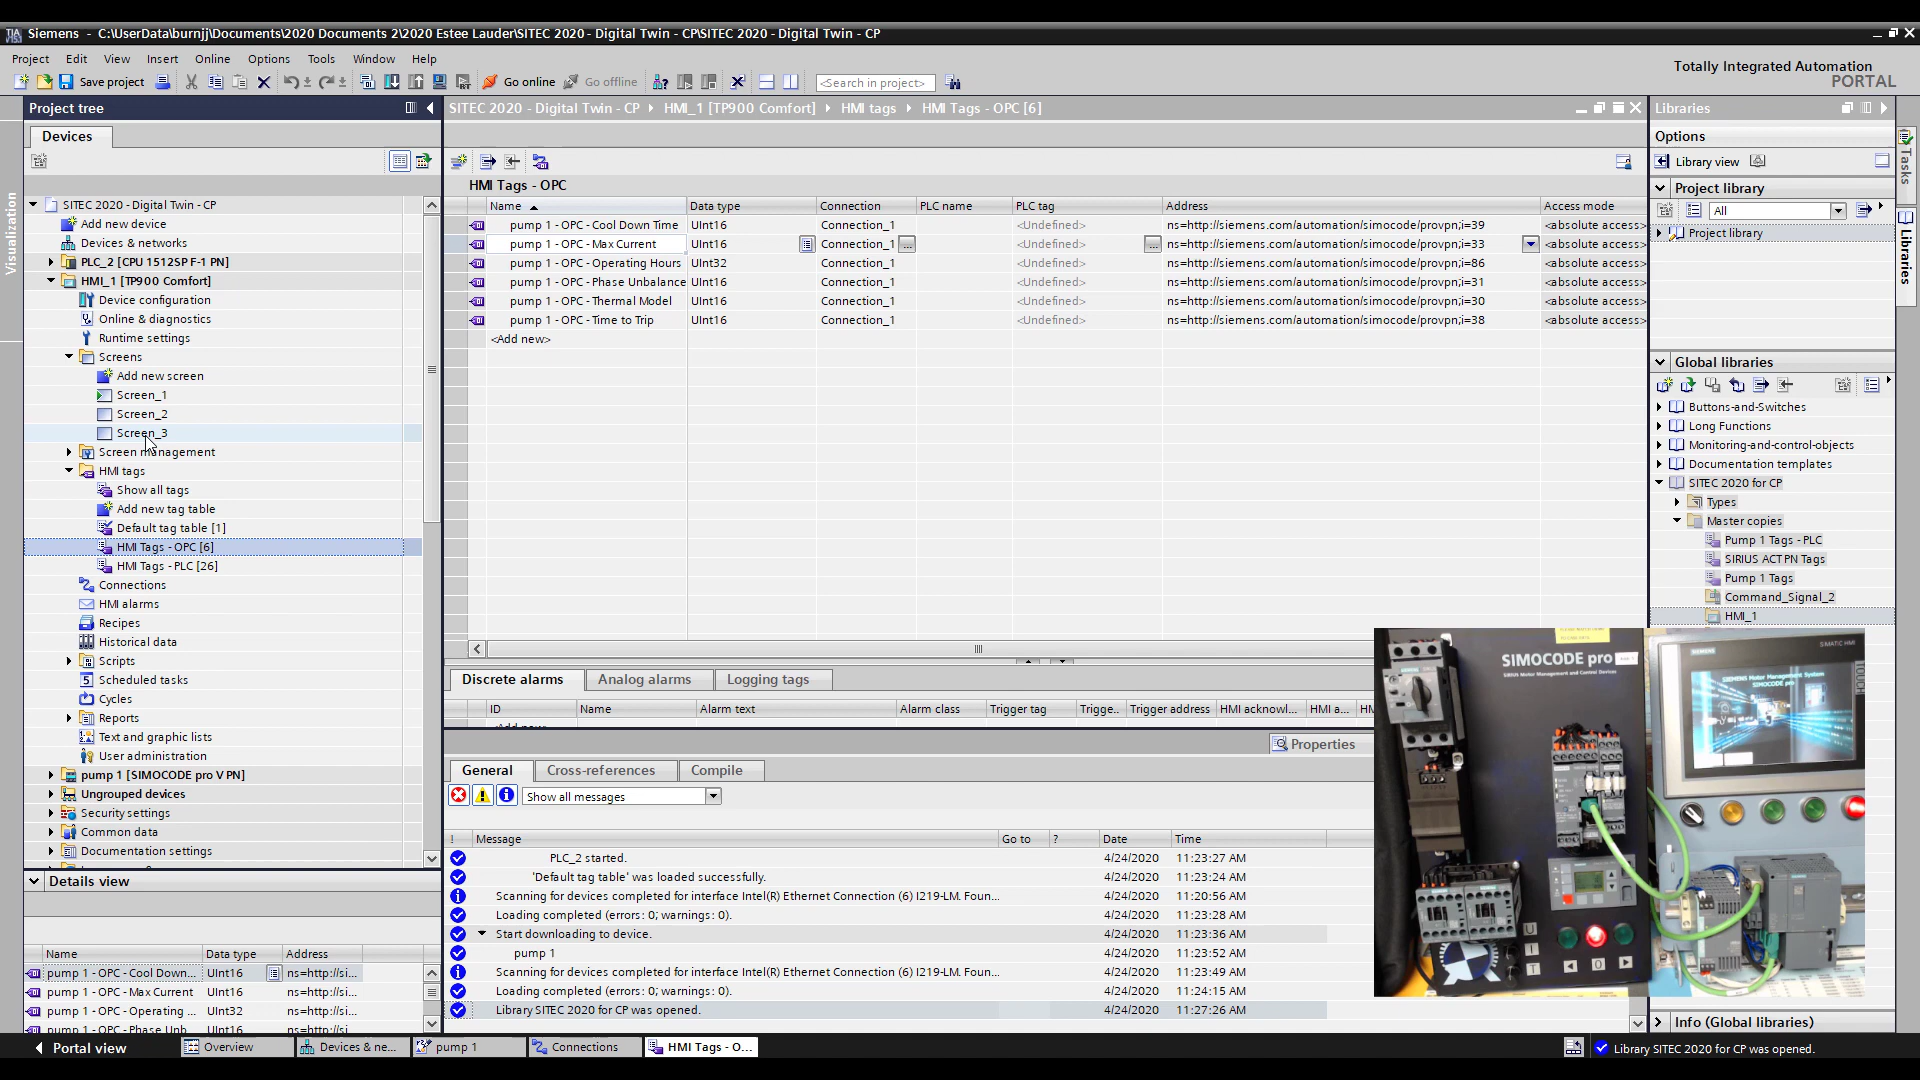 Siemens - C:\UserData\burnjj\Documents\2020 Documents 2\2020 Estee Lauder\SITEC 2020 - Digital Twin - CP\SITEC 2020 - Digital Twin - CP
Project Edit View Insert Online Options Tools Window Help
Save project Go online Go offline <Search in project>
Totally Integrated Automation
PORTAL
Project tree
Devices
SITEC 2020 - Digital Twin - CP
Add new device
Devices & networks
PLC_2 [CPU 1512SP F-1 PN]
HMI_1 [TP900 Comfort]
Device configuration
Online & diagnostics
Runtime settings
Screens
Add new screen
Screen_1
Screen_2
Screen_3
Screen management
HMI tags
Show all tags
Add new tag table
Default tag table [1]
HMI Tags - OPC [6]
HMI Tags - PLC [26]
Connections
HMI alarms
Recipes
Historical data
Scripts
Scheduled tasks
Cycles
Reports
Text and graphic lists
User administration
pump 1 [SIMOCODE pro V PN]
Ungrouped devices
Security settings
Common data
Documentation settings
Details view
Name Data type Address
pump 1 - OPC - Cool Down... UInt16 ns=http://si...
pump 1 - OPC - Max Current UInt16 ns=http://si...
pump 1 - OPC - Operating ... UInt32 ns=http://si...
pump 1 - OPC - Phase Unb... UInt16 ns=http://si...
Visualization
SITEC 2020 - Digital Twin - CP HMI_1 [TP900 Comfort] HMI tags HMI Tags - OPC [6]
HMI Tags - OPC
Name Data type Connection PLC name PLC tag Address Access mode
pump 1 - OPC - Cool Down Time UInt16 Connection_1 <Undefined> ns=http://siemens.com/automation/simocode/provpn;i=39 <absolute access>
pump 1 - OPC - Max Current UInt16 Connection_1 <Undefined> ns=http://siemens.com/automation/simocode/provpn;i=33 <absolute access>
pump 1 - OPC - Operating Hours UInt32 Connection_1 <Undefined> ns=http://siemens.com/automation/simocode/provpn;i=86 <absolute access>
pump 1 - OPC - Phase Unbalance UInt16 Connection_1 <Undefined> ns=http://siemens.com/automation/simocode/provpn;i=31 <absolute access>
pump 1 - OPC - Thermal Model UInt16 Connection_1 <Undefined> ns=http://siemens.com/automation/simocode/provpn;i=30 <absolute access>
pump 1 - OPC - Time to Trip UInt16 Connection_1 <Undefined> ns=http://siemens.com/automation/simocode/provpn;i=38 <absolute access>
<Add new>
Discrete alarms Analog alarms Logging tags
ID Name Alarm text Alarm class Trigger tag Trigge.. Trigger address HMI acknowl... HMI a...
Properties
General Cross-references Compile
Show all messages
! Message Go to ? Date Time
PLC_2 started. 4/24/2020 11:23:27 AM
'Default tag table' was loaded successfully. 4/24/2020 11:23:24 AM
Scanning for devices completed for interface Intel(R) Ethernet Connection (6) I219-LM. Foun... 4/24/2020 11:20:56 AM
Loading completed (errors: 0; warnings: 0). 4/24/2020 11:23:28 AM
Start downloading to device. 4/24/2020 11:23:36 AM
pump 1 4/24/2020 11:23:52 AM
Scanning for devices completed for interface Intel(R) Ethernet Connection (6) I219-LM. Foun... 4/24/2020 11:23:49 AM
Loading completed (errors: 0; warnings: 0). 4/24/2020 11:24:15 AM
Library SITEC 2020 for CP was opened. 4/24/2020 11:27:26 AM
Libraries
Options
Library view
Project library
All
Project library
Global libraries
Buttons-and-Switches
Long Functions
Monitoring-and-control-objects
Documentation templates
SITEC 2020 for CP
Types
Master copies
Pump 1 Tags - PLC
SIRIUS ACT PN Tags
Pump 1 Tags
Command_Signal_2
HMI_1
Info (Global libraries)
Tasks
Libraries
SIMOCODE pro
SIEMENS
SIMATIC HMI
TOUCH
SIEMENS Motor Management System
SIMOCODE pro
Portal view Overview Devices & ne... pump 1 Connections HMI Tags - O... Library SITEC 2020 for CP was opened.